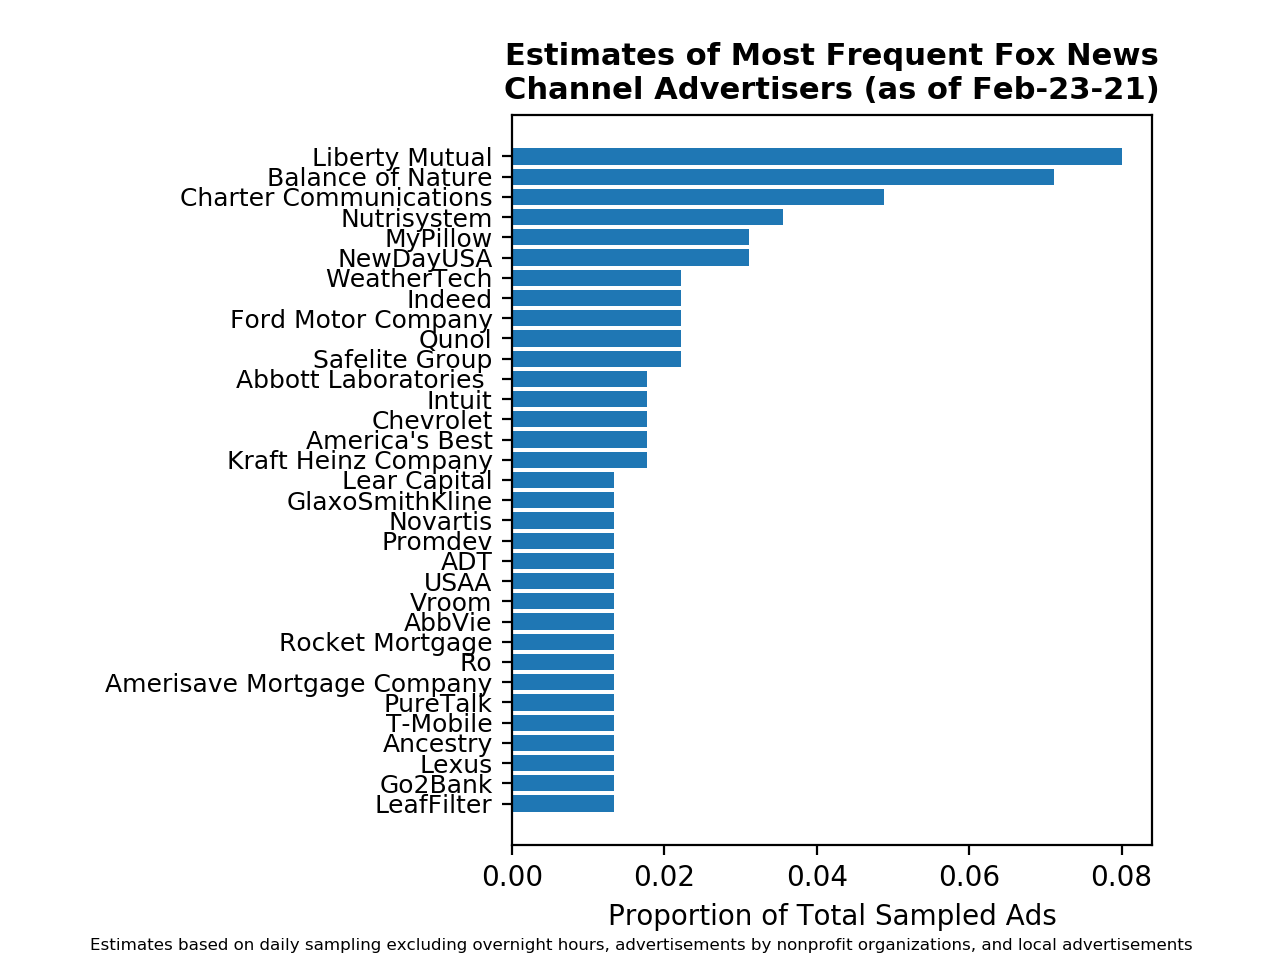 Estimates of Most Frequent Fox News
Channel Advertisers (as of Feb-23-21)
Liberty Mutual
Balance of Nature
Charter Communications
Nutrisystem
MyPillow
NewDayUSA
WeatherTech
Indeed
Ford Motor Company
Qunol
Safelite Group
Abbott Laboratories
Intuit
Chevrolet
America's Best
Kraft Heinz Company
Lear Capital
GlaxoSmithKline
Novartis
Promdev
ADT
USAA
Vroom
AbbVie
Rocket Mortgage
Ro
Amerisave Mortgage Company
PureTalk
T-Mobile
Ancestry
Lexus
Go2Bank
LeafFilter
0.00 0.02 0.04 0.06 0.08
Proportion of Total Sampled Ads
Estimates based on daily sampling excluding overnight hours, advertisements by nonprofit organizations, and local advertisements